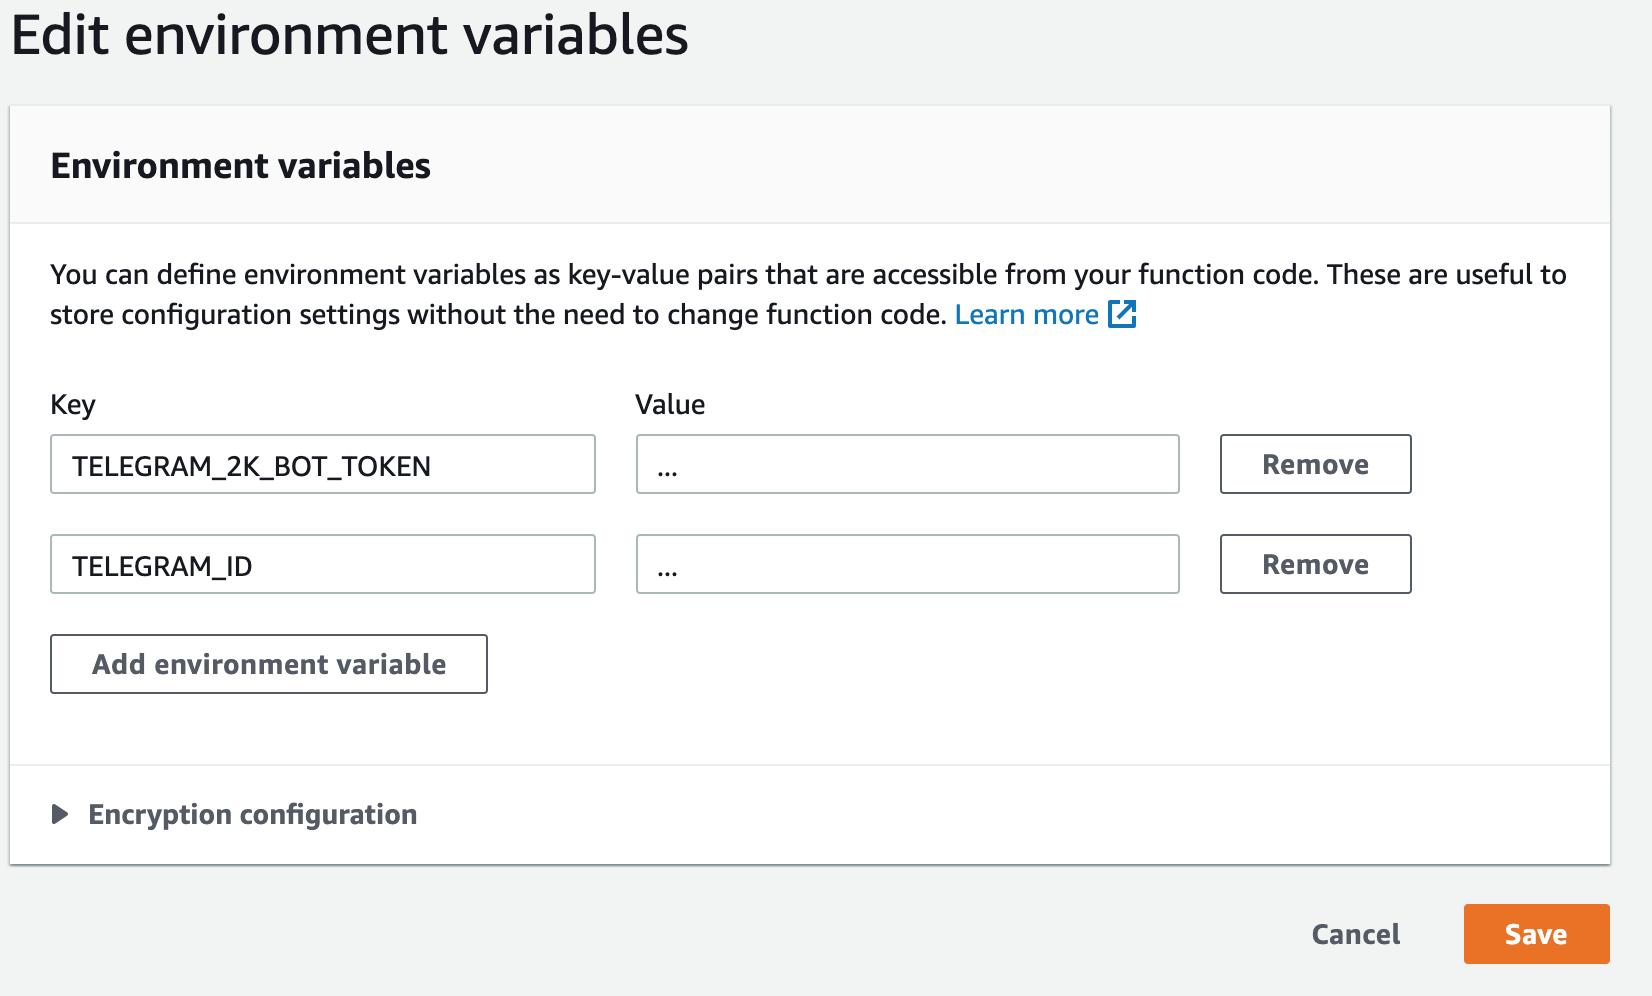 Edit environment variables
Environment variables
You can define environment variables as key-value pairs that are accessible from your function code. These are useful to
store configuration settings without the need to change function code. Learn more
Key Value
TELEGRAM_2K_BOT_TOKEN ... Remove
TELEGRAM_ID ... Remove
Add environment variable
Encryption configuration
Cancel Save